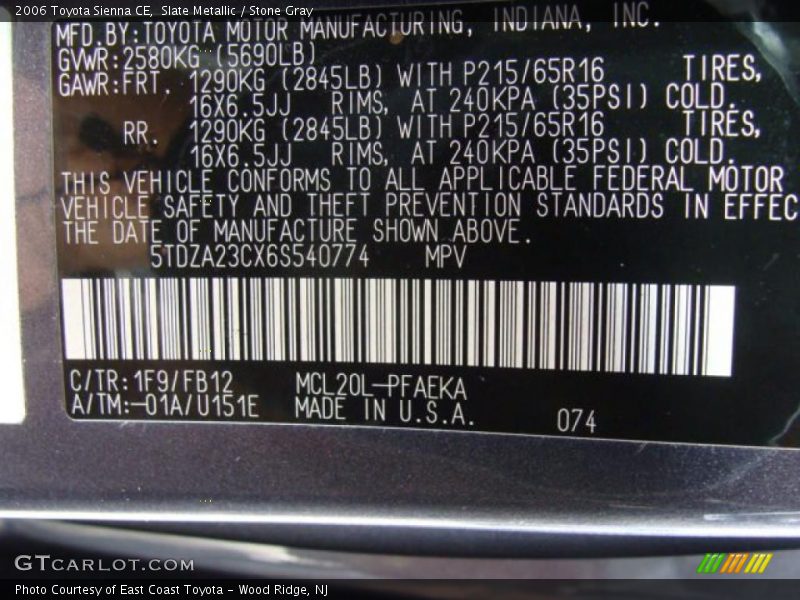 2006 Toyota Sienna CE, Slate Metallic / Stone Gray
MFD. BY: TOYOTA MOTOR MANUFACTURING, INDIANA, INC.
GVWR: 2580KG (5690LB)
GAWR: FRT. 1290KG (2845LB) WITH P215/65R16 TIRES,
16X6.5JJ RIMS, AT 240KPA (35PSI) COLD.
RR. 1290KG (2845LB) WITH P215/65R16 TIRES,
16X6.5JJ RIMS, AT 240KPA (35PSI) COLD.
THIS VEHICLE CONFORMS TO ALL APPLICABLE FEDERAL MOTOR
VEHICLE SAFETY AND THEFT PREVENTION STANDARDS IN EFFEC
THE DATE OF MANUFACTURE SHOWN ABOVE.
5TDZA23CX6S540774 MPV
C/TR: 1F9/FB12 MCL20L-PFAEKA
A/TM: -01A/U151E MADE IN U.S.A. 074
GTCARLOT.COM
Photo Courtesy of East Coast Toyota - Wood Ridge, NJ